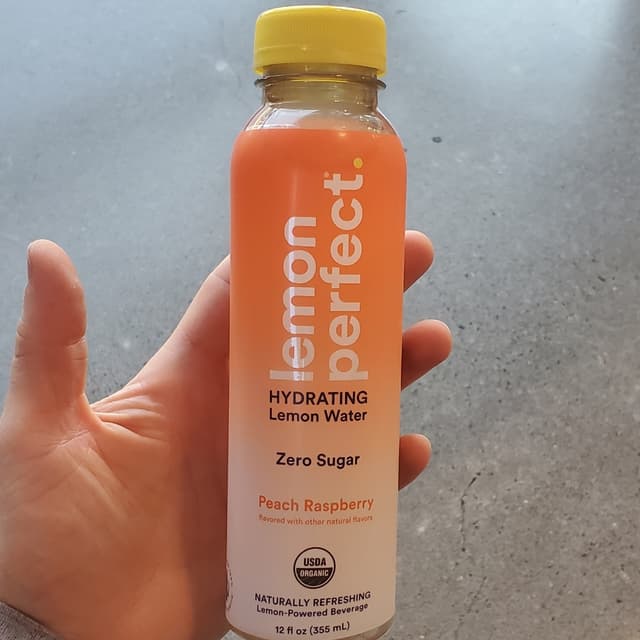 lemon
perfect.
HYDRATING
Lemon Water
Zero Sugar
Peach Raspberry
flavored with other natural flavors
USDA
ORGANIC
NATURALLY REFRESHING
Lemon-Powered Beverage
12 fl oz (355 mL)